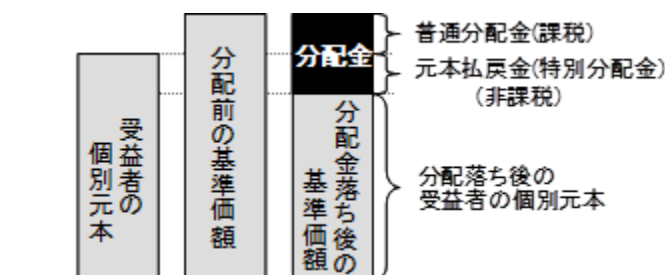 受益者の
個別元本
分配前の基準価額
分配金
分配金落ち後の
基準価額
普通分配金(課税)
元本払戻金(特別分配金)
(非課税)
分配落ち後の
受益者の個別元本